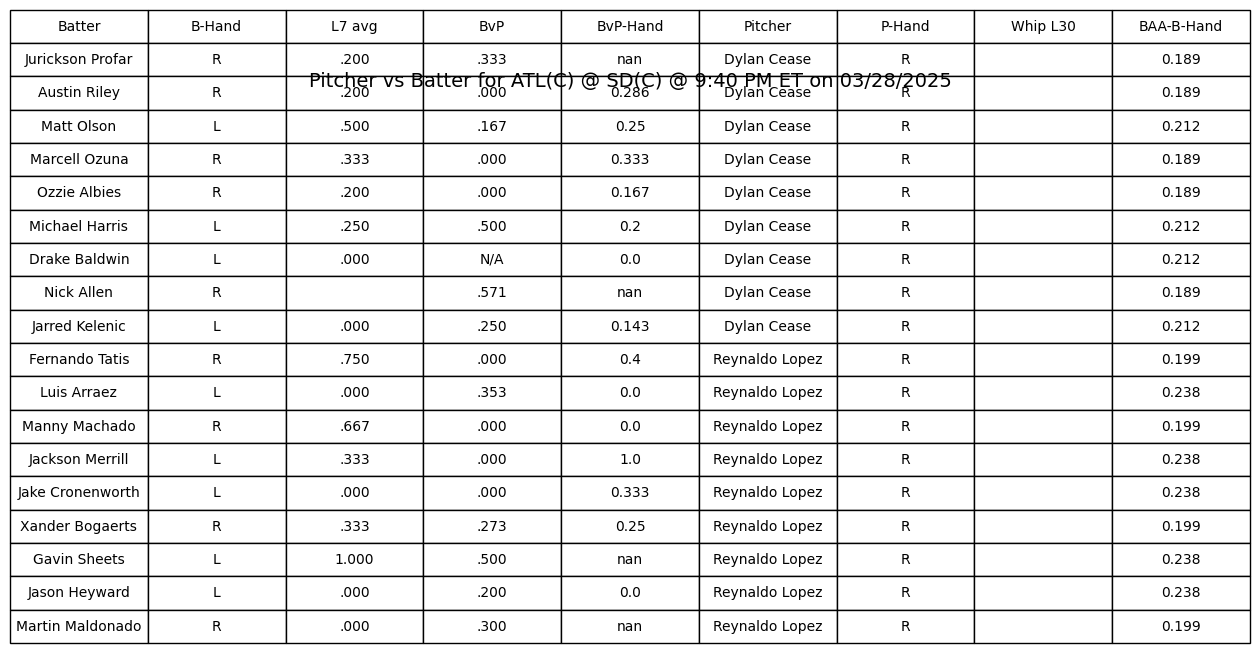 Batter B-Hand L7 avg BvP BvP-Hand Pitcher P-Hand Whip L30 BAA-B-Hand
Jurickson Profar R .200 .333 nan Dylan Cease R 0.189
Pitcher vs Batter for ATL(C) @ SD(C) @ 9:40 PM ET on 03/28/2025
Austin Riley R .200 .000 0.286 Dylan Cease R 0.189
Matt Olson L .500 .167 0.25 Dylan Cease R 0.212
Marcell Ozuna R .333 .000 0.333 Dylan Cease R 0.189
Ozzie Albies R .200 .000 0.167 Dylan Cease R 0.189
Michael Harris L .250 .500 0.2 Dylan Cease R 0.212
Drake Baldwin L .000 N/A 0.0 Dylan Cease R 0.212
Nick Allen R .571 nan Dylan Cease R 0.189
Jarred Kelenic L .000 .250 0.143 Dylan Cease R 0.212
Fernando Tatis R .750 .000 0.4 Reynaldo Lopez R 0.199
Luis Arraez L .000 .353 0.0 Reynaldo Lopez R 0.238
Manny Machado R .667 .000 0.0 Reynaldo Lopez R 0.199
Jackson Merrill L .333 .000 1.0 Reynaldo Lopez R 0.238
Jake Cronenworth L .000 .000 0.333 Reynaldo Lopez R 0.238
Xander Bogaerts R .333 .273 0.25 Reynaldo Lopez R 0.199
Gavin Sheets L 1.000 .500 nan Reynaldo Lopez R 0.238
Jason Heyward L .000 .200 0.0 Reynaldo Lopez R 0.238
Martin Maldonado R .000 .300 nan Reynaldo Lopez R 0.199